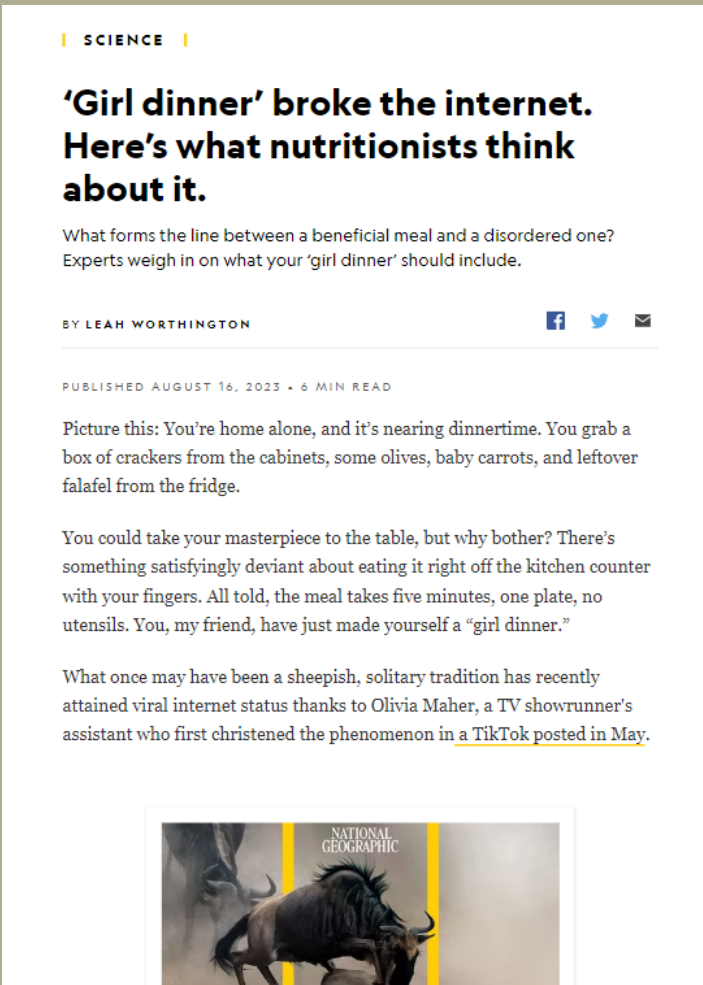 SCIENCE
‘Girl dinner’ broke the internet.
Here’s what nutritionists think
about it.
What forms the line between a beneficial meal and a disordered one?
Experts weigh in on what your ‘girl dinner’ should include.
BY LEAH WORTHINGTON
PUBLISHED AUGUST 16, 2023 • 6 MIN READ
Picture this: You’re home alone, and it’s nearing dinnertime. You grab a
box of crackers from the cabinets, some olives, baby carrots, and leftover
falafel from the fridge.
You could take your masterpiece to the table, but why bother? There’s
something satisfyingly deviant about eating it right off the kitchen counter
with your fingers. All told, the meal takes five minutes, one plate, no
utensils. You, my friend, have just made yourself a “girl dinner.”
What once may have been a sheepish, solitary tradition has recently
attained viral internet status thanks to Olivia Maher, a TV showrunner's
assistant who first christened the phenomenon in a TikTok posted in May.
NATIONAL
GEOGRAPHIC